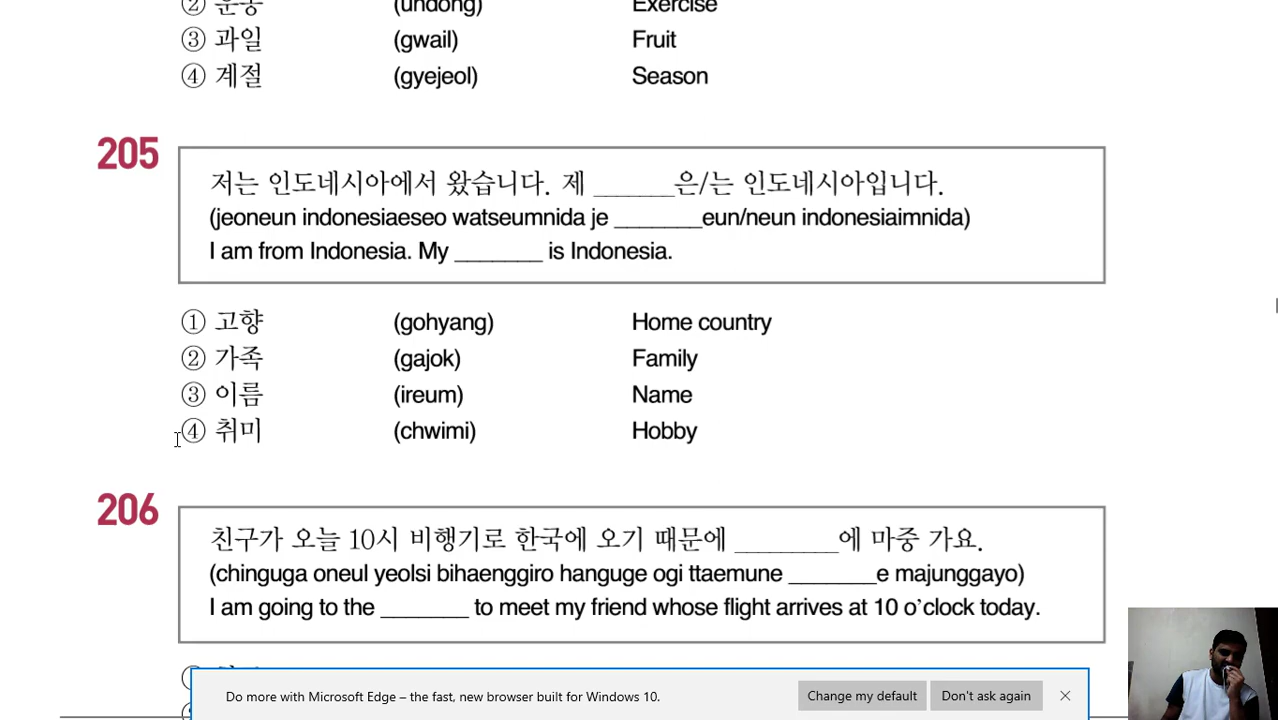 ② 운동 (undong) Exercise
③ 과일 (gwail) Fruit
④ 계절 (gyejeol) Season
205
저는 인도네시아에서 왔습니다. 제 _______은/는 인도네시아입니다.
(jeoneun indonesiaeseo watseumnida je _______eun/neun indonesiaimnida)
I am from Indonesia. My _______ is Indonesia.
① 고향 (gohyang) Home country
② 가족 (gajok) Family
③ 이름 (ireum) Name
④ 취미 (chwimi) Hobby
206
친구가 오늘 10시 비행기로 한국에 오기 때문에 _________에 마중 가요.
(chinguga oneul yeolsi bihaenggiro hanguge ogi ttaemune _______e majunggayo)
I am going to the _______ to meet my friend whose flight arrives at 10 o’clock today.
Do more with Microsoft Edge – the fast, new browser built for Windows 10. Change my default Don't ask again